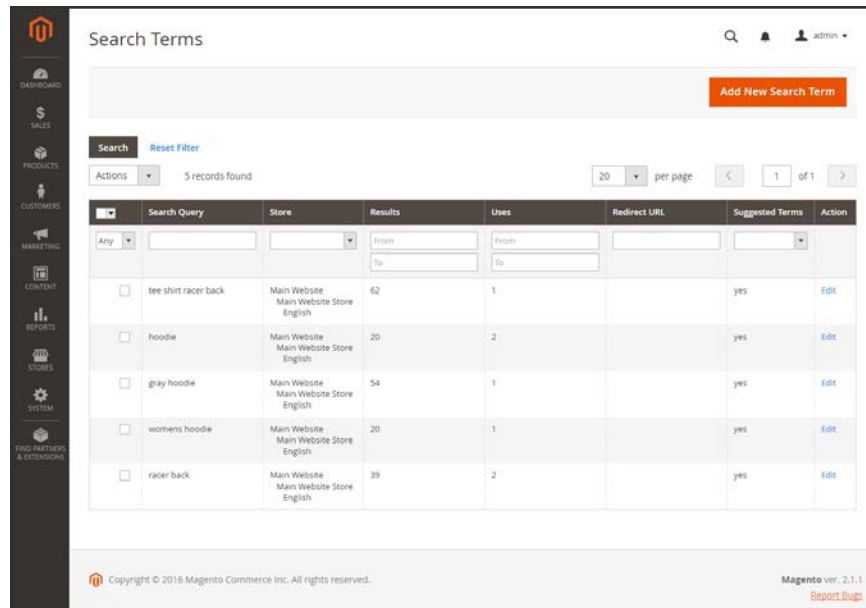 Search Terms
admin
DASHBOARD
SALES
PRODUCTS
CUSTOMERS
MARKETING
CONTENT
REPORTS
STORES
SYSTEM
FIND PARTNERS
& EXTENSIONS
Add New Search Term
Search Reset Filter
Actions 5 records found 20 per page 1 of 1
Search Query Store Results Uses Redirect URL Suggested Terms Action
Any From From
To To
tee shirt racer back Main Website 62 1 yes Edit
Main Website Store
English
hoodie Main Website 20 2 yes Edit
Main Website Store
English
gray hoodie Main Website 54 1 yes Edit
Main Website Store
English
womens hoodie Main Website 20 1 yes Edit
Main Website Store
English
racer back Main Website 39 2 yes Edit
Main Website Store
English
Copyright © 2016 Magento Commerce Inc. All rights reserved. Magento ver. 2.1.1
Report Bugs